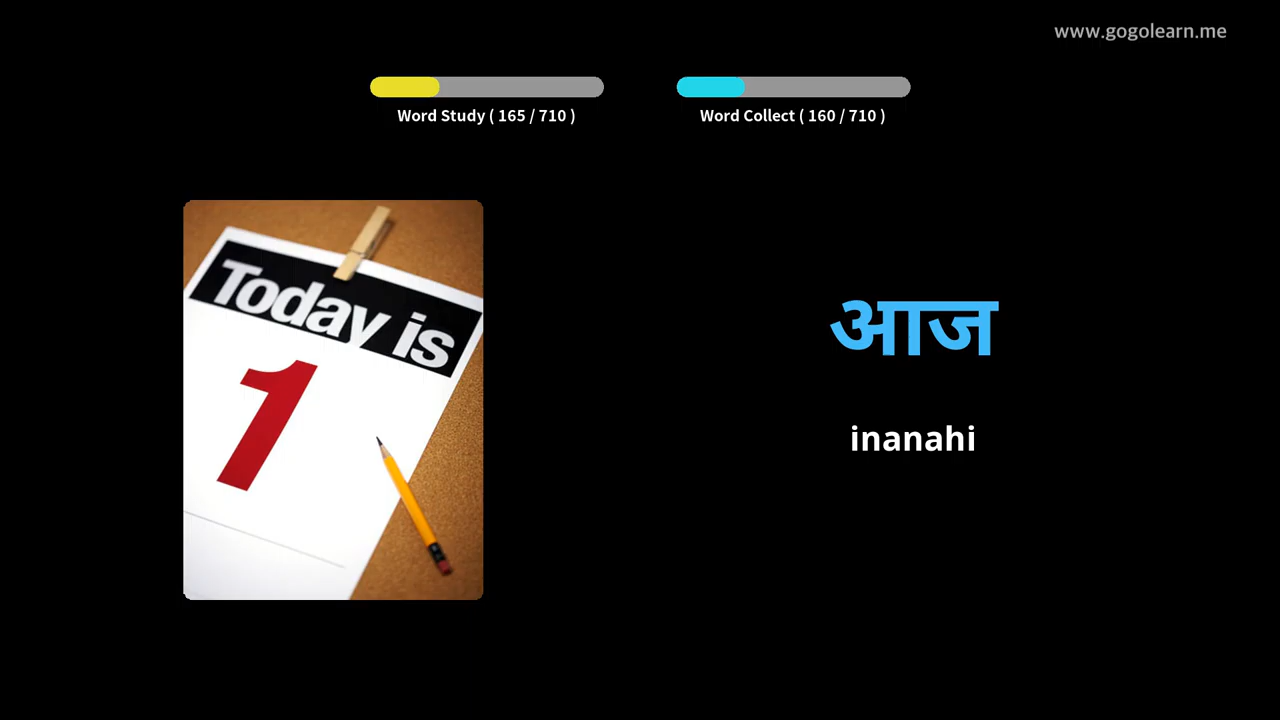 www.gogolearn.me
Word Study ( 165 / 710 )
Word Collect ( 160 / 710 )
Today is
1
आज
inanahi